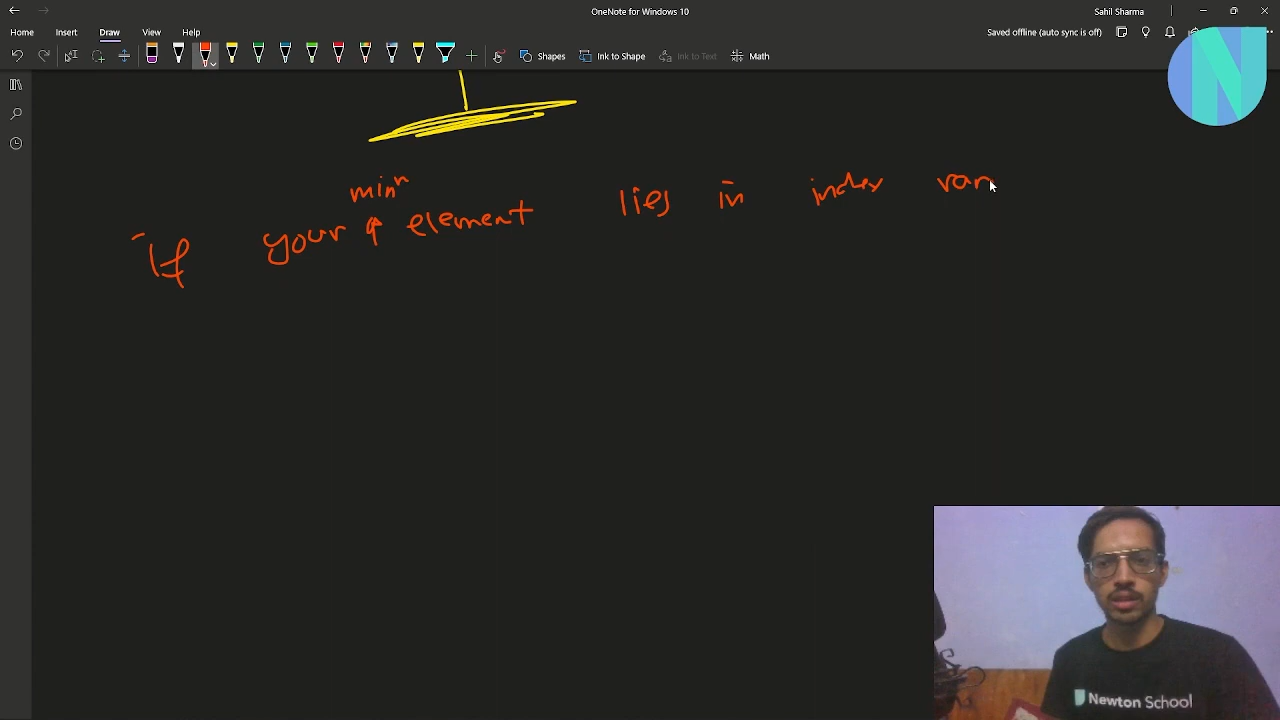 OneNote for Windows 10
Sahil Sharma
Home Insert Draw View Help
Saved offline (auto sync is off)
Shapes Ink to Shape Ink to Text Math
If your minⁿ element lies in index ran
Newton School